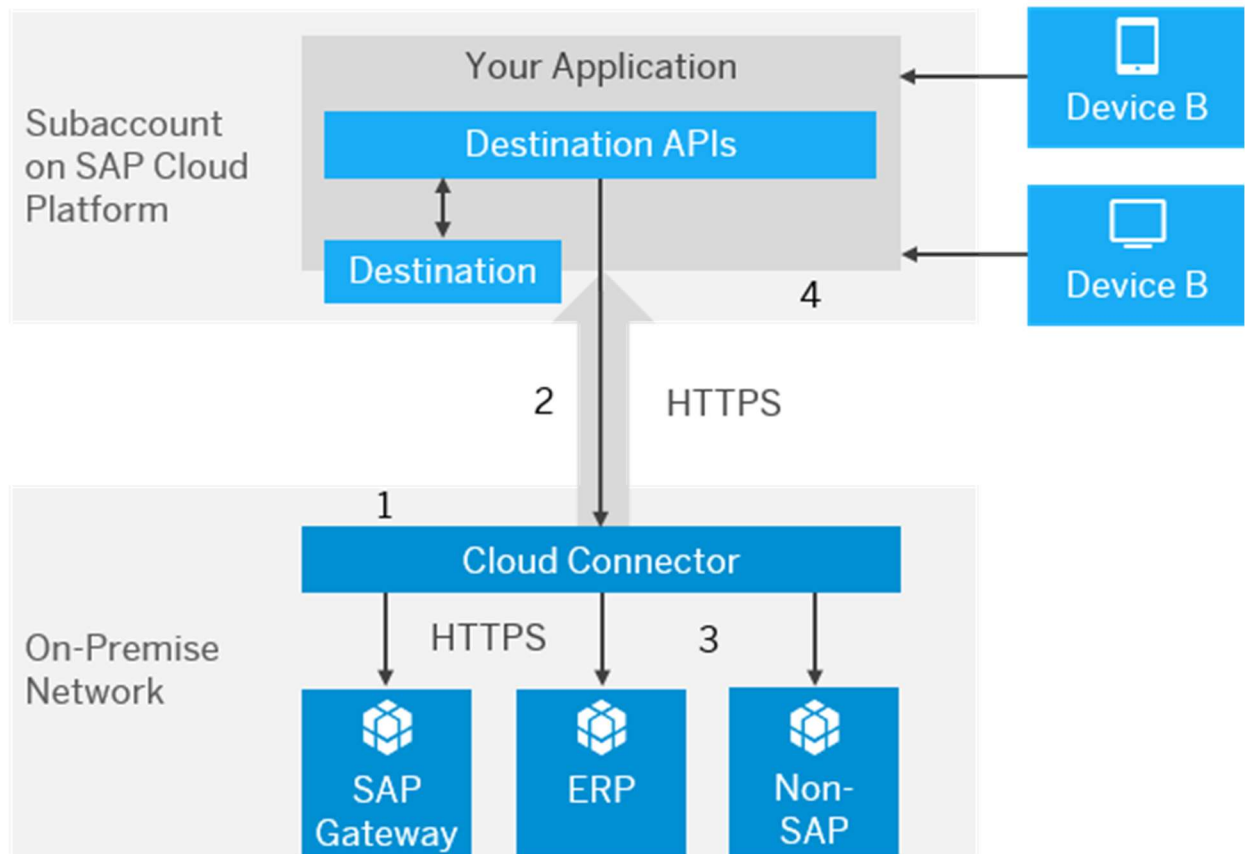 Your Application
Subaccount
on SAP Cloud
Platform
Destination APIs
Destination
Device B
Device B
4
2
HTTPS
1
Cloud Connector
On-Premise
Network
HTTPS
3
SAP
Gateway
ERP
Non-
SAP